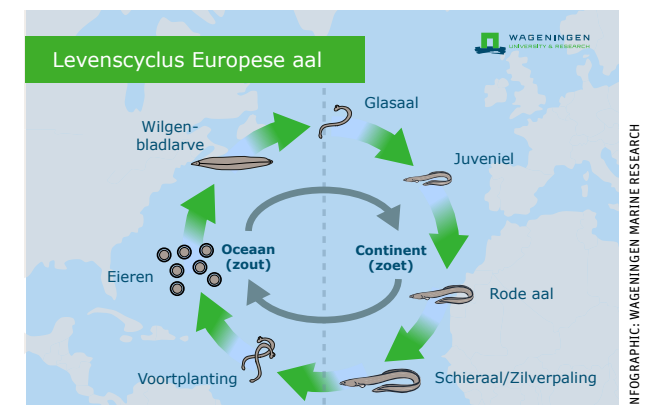 Levenscyclus Europese aal
WAGENINGEN
UNIVERSITY & RESEARCH
Glasaal
Wilgen-
bladlarve
Juveniel
Oceaan
(zout)
Continent
(zoet)
Eieren
Rode aal
Voortplanting
Schieraal/Zilverpaling
NFOGRAPHIC: WAGENINGEN MARINE RESEARCH